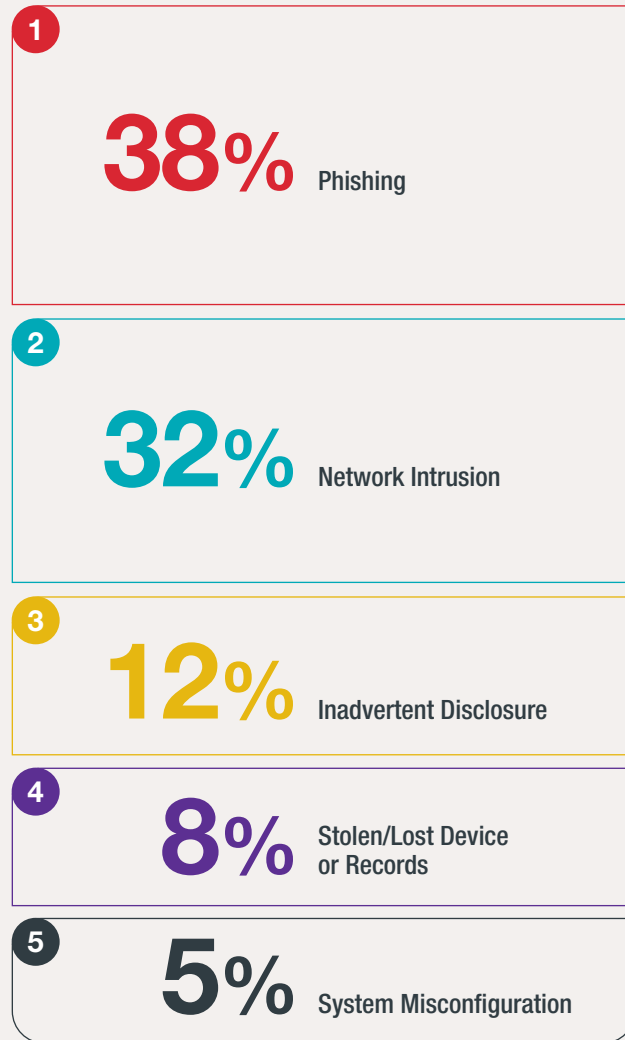 1
38% Phishing
2
32% Network Intrusion
3
12% Inadvertent Disclosure
4
8% Stolen/Lost Device
or Records
5
5% System Misconfiguration